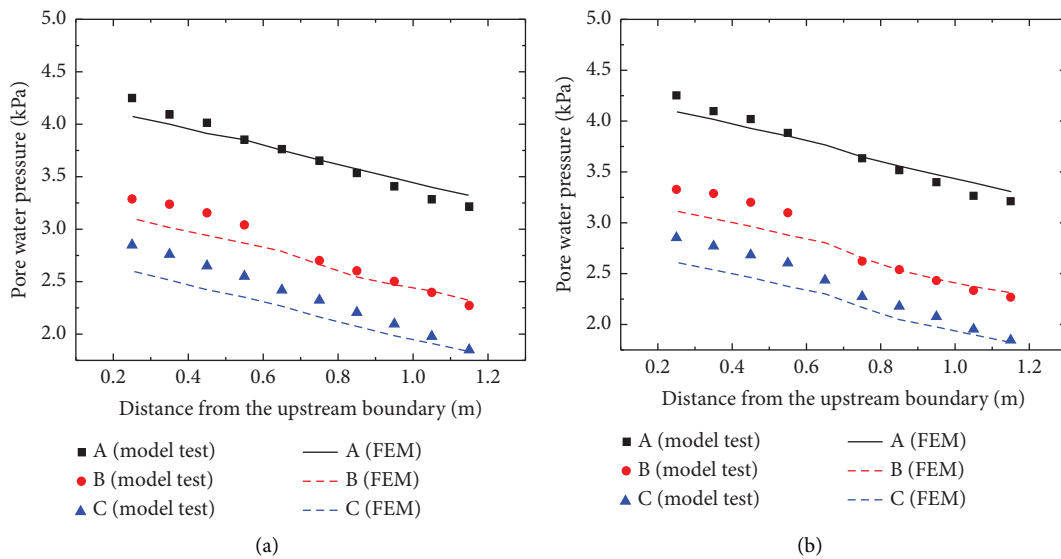 5.0
4.5
4.0
3.5
3.0
2.5
2.0
Pore water pressure (kPa)
0.2 0.4 0.6 0.8 1.0 1.2
Distance from the upstream boundary (m)
A (model test) A (FEM)
B (model test) B (FEM)
C (model test) C (FEM)
(a)
5.0
4.5
4.0
3.5
3.0
2.5
2.0
Pore water pressure (kPa)
0.2 0.4 0.6 0.8 1.0 1.2
Distance from the upstream boundary (m)
A (model test) A (FEM)
B (model test) B (FEM)
C (model test) C (FEM)
(b)